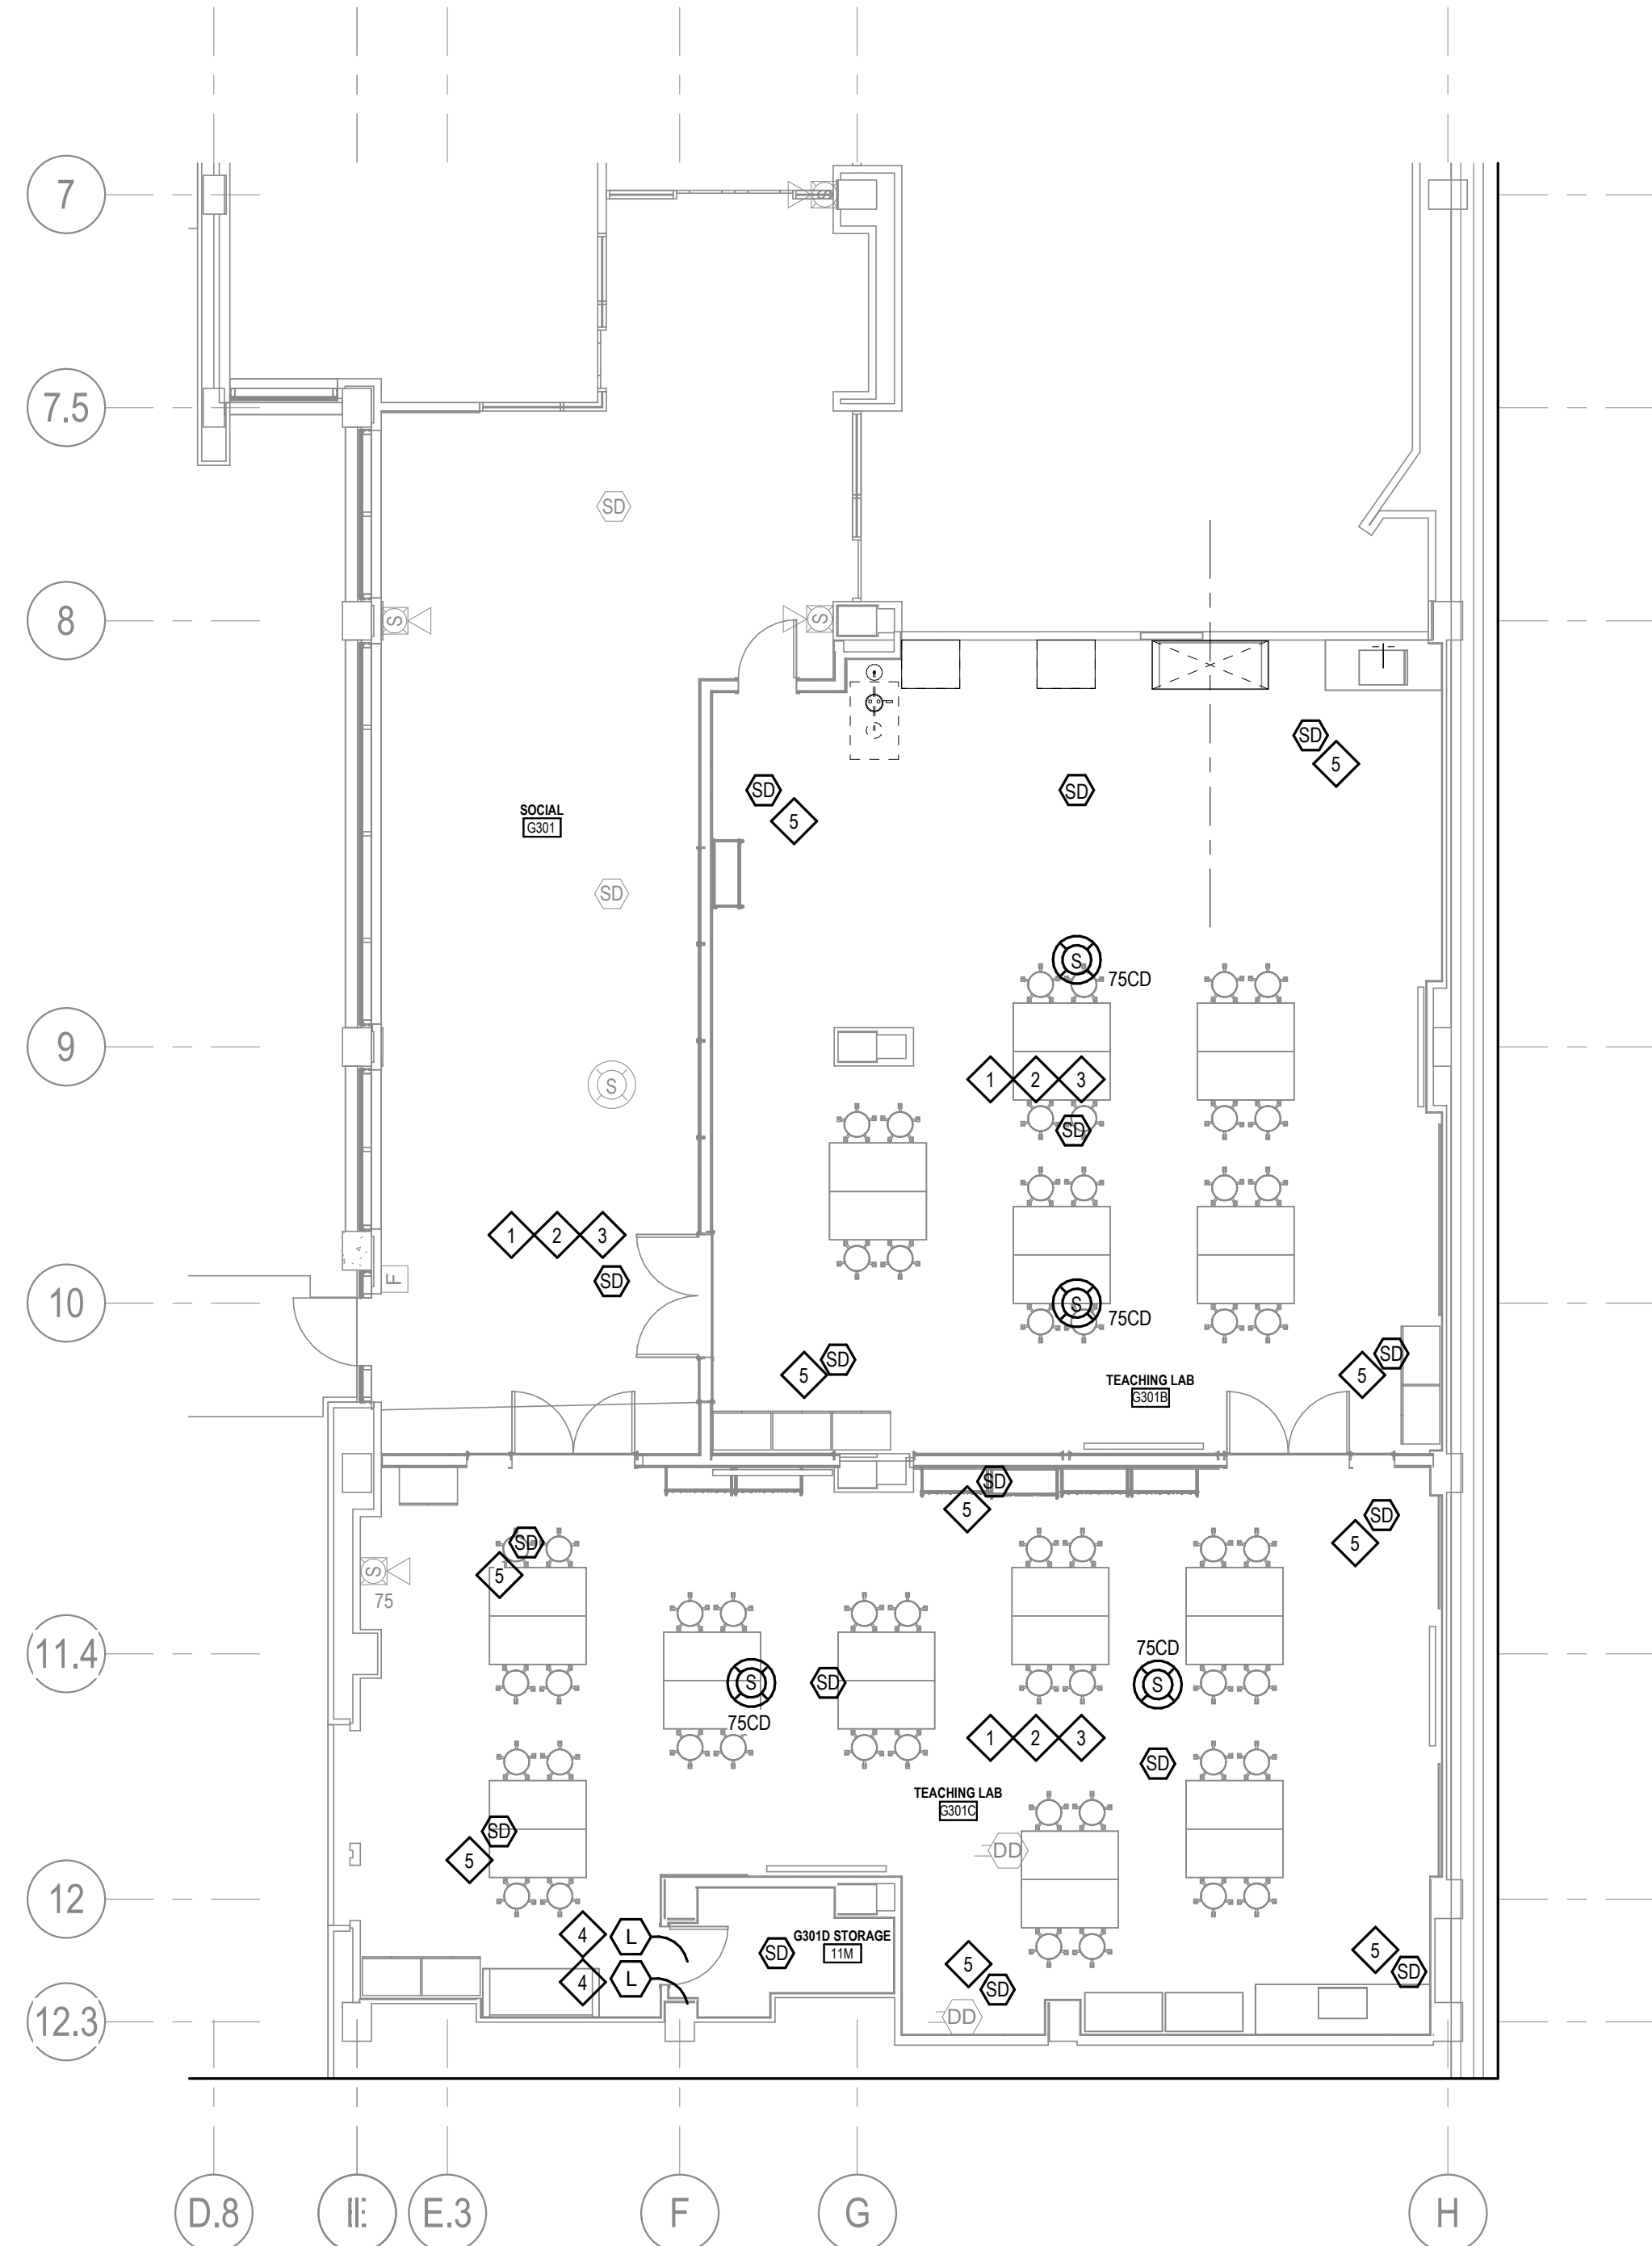 7
S
7.5
SD
8
S
S
SD
5
SD
SD
5
SOCIAL
G301
SD
S
75CD
9
1 2 3
S
SD
1 2 3
SD
F
10
S
75CD
SD
5
SD
5
TEACHING LAB
G301B
SD
5
SD
5
SD
5
S
75
11.4
75CD
S
SD
S
75CD
1 2 3
SD
TEACHING LAB
G301C
SD
5
DD
12
4 L
G301D STORAGE
11M
SD
4 L
5
SD
5
SD
DD
12.3
D.8
E.3
F
G
H